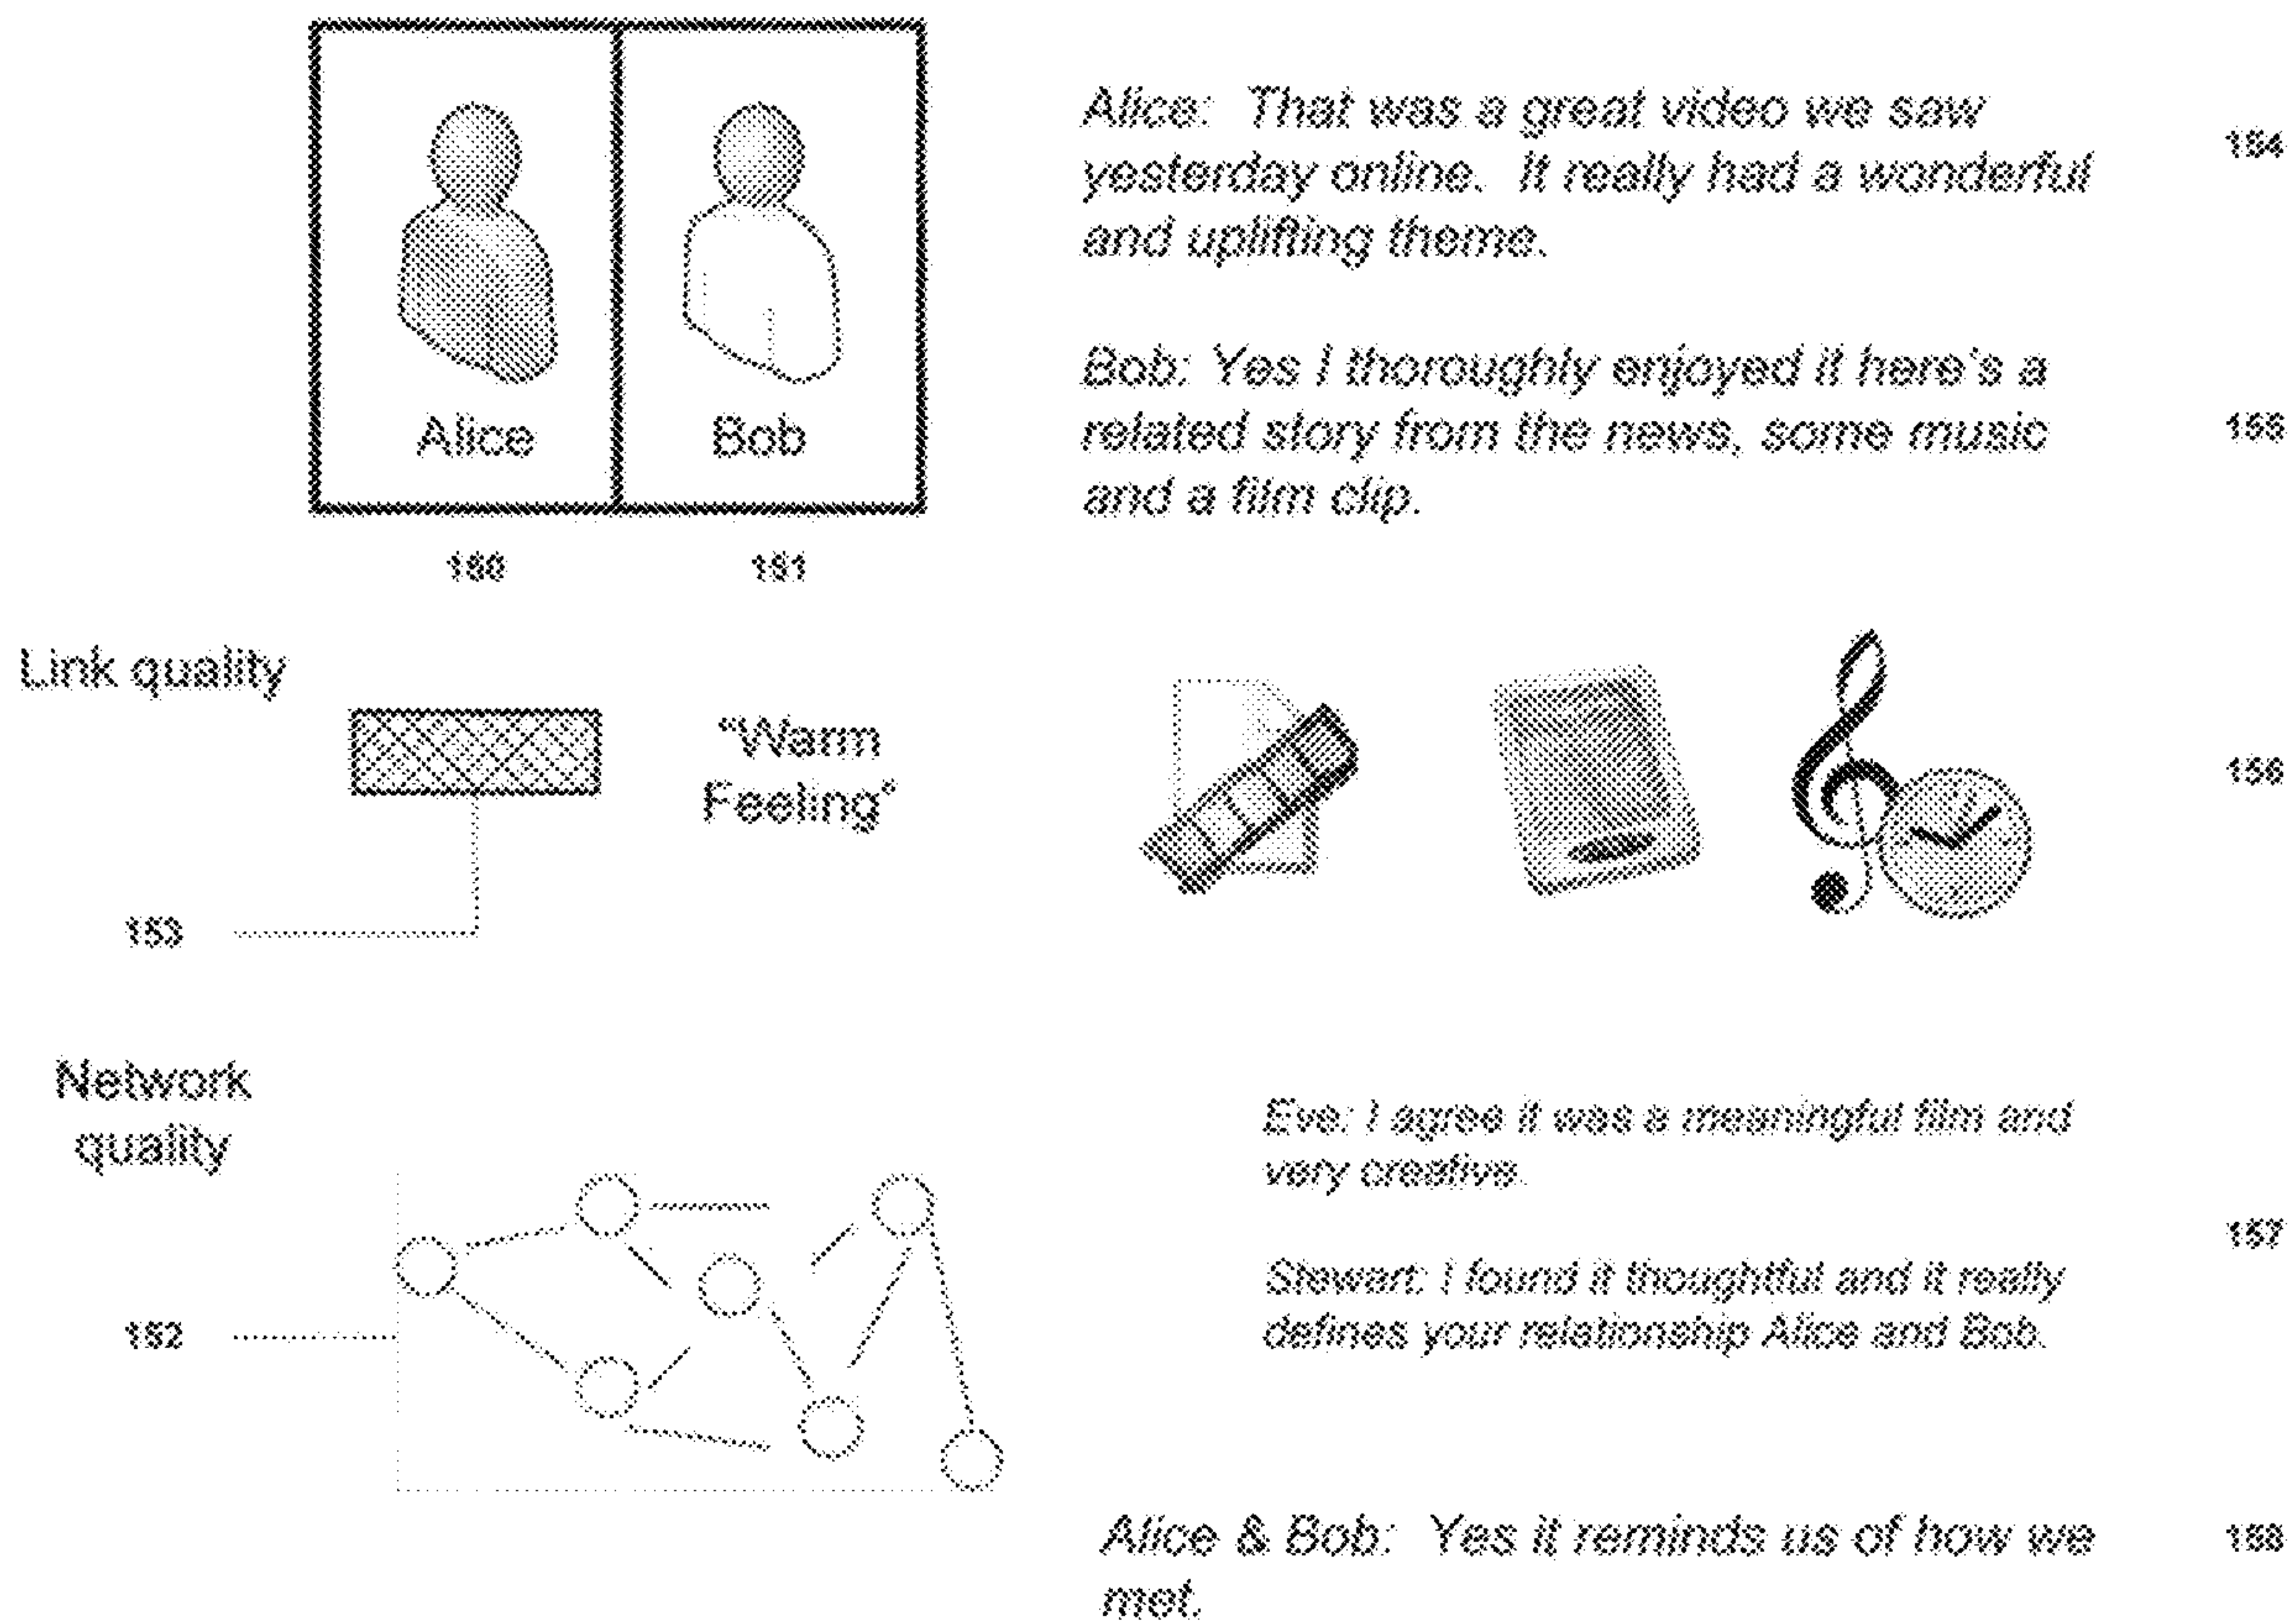 Alice: That was a great video we saw
yesterday online. It really had a wonderful
and uplifting theme.
154
Bob: Yes I thoroughly enjoyed it here's a
related story from the news, some music
and a film clip.
155
Alice
Bob
150
151
Link quality
"Warm
Feeling"
153
156
Network
quality
152
Eve: I agree it was a meaningful film and
very creative.
157
Stewart: I found it thoughtful and it really
defines your relationship Alice and Bob.
Alice & Bob: Yes it reminds us of how we
met.
158